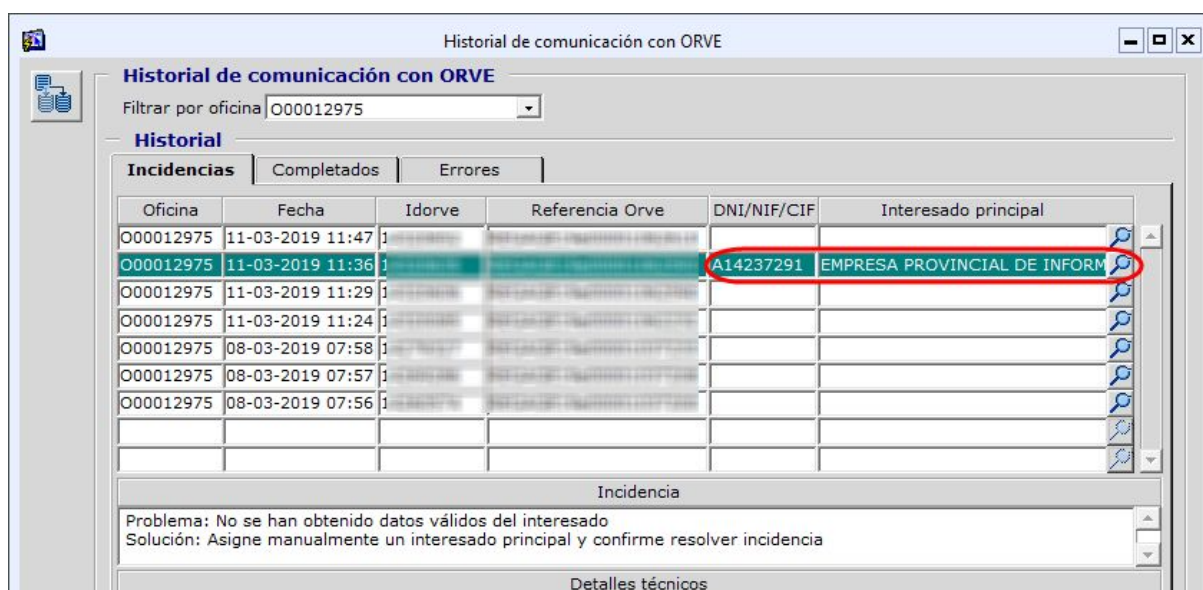 Historial de comunicación con ORVE
Historial de comunicación con ORVE
Filtrar por oficina O00012975
Historial
Incidencias Completados Errores
Oficina Fecha Idorve Referencia Orve DNI/NIF/CIF Interesado principal
O00012975 11-03-2019 11:47
O00012975 11-03-2019 11:36 A14237291 EMPRESA PROVINCIAL DE INFORM
O00012975 11-03-2019 11:29
O00012975 11-03-2019 11:24
O00012975 08-03-2019 07:58
O00012975 08-03-2019 07:57
O00012975 08-03-2019 07:56
Incidencia
Problema: No se han obtenido datos válidos del interesado
Solución: Asigne manualmente un interesado principal y confirme resolver incidencia
Detalles técnicos